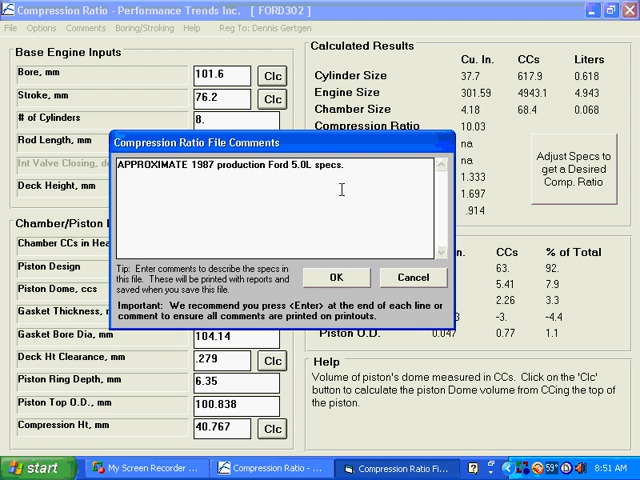 Compression Ratio - Performance Trends Inc. [ FORD302 ]
File Options Comments Boring/Stroking Help Reg To: Dennis Gertgen
Base Engine Inputs
Bore, mm 101.6 Clc
Stroke, mm 76.2 Clc
# of Cylinders 8.
Rod Length, m
Int Valve Closing, d
Deck Height, m
Chamber/Piston
Chamber CCs in Hea
Piston Design
Piston Dome, ccs
Gasket Thickness,
Gasket Bore Dia, mm 104.14
Deck Ht Clearance, mm .279 Clc
Piston Ring Depth, mm 6.35
Piston Top O.D., mm 100.838
Compression Ht, mm 40.767 Clc
Calculated Results
Cu. In. CCs Liters
Cylinder Size 37.7 617.9 0.618
Engine Size 301.59 4943.1 4.943
Chamber Size 4.18 68.4 0.068
Compression Ratio 10.03
na
na
1.333
1.697
.914
Adjust Specs to
get a Desired
Comp. Ratio
n. CCs % of Total
63. 92.
5.41 7.9
2.26 3.3
3 -3. -4.4
Piston O.D. 0.047 0.77 1.1
Help
Volume of piston's dome measured in CCs. Click on the 'Clc'
button to calculate the piston Dome volume from CCing the top of
the piston.
Compression Ratio File Comments
APPROXIMATE 1987 production Ford 5.0L specs.
Tip: Enter comments to describe the specs in
this file. These will be printed with reports and
saved when you save this file.
OK Cancel
Important: We recommend you press <Enter> at the end of each line or
comment to ensure all comments are printed on printouts.
start My Screen Recorder ... Compression Ratio - ... Compression Ratio Fi... 59° 8:51 AM